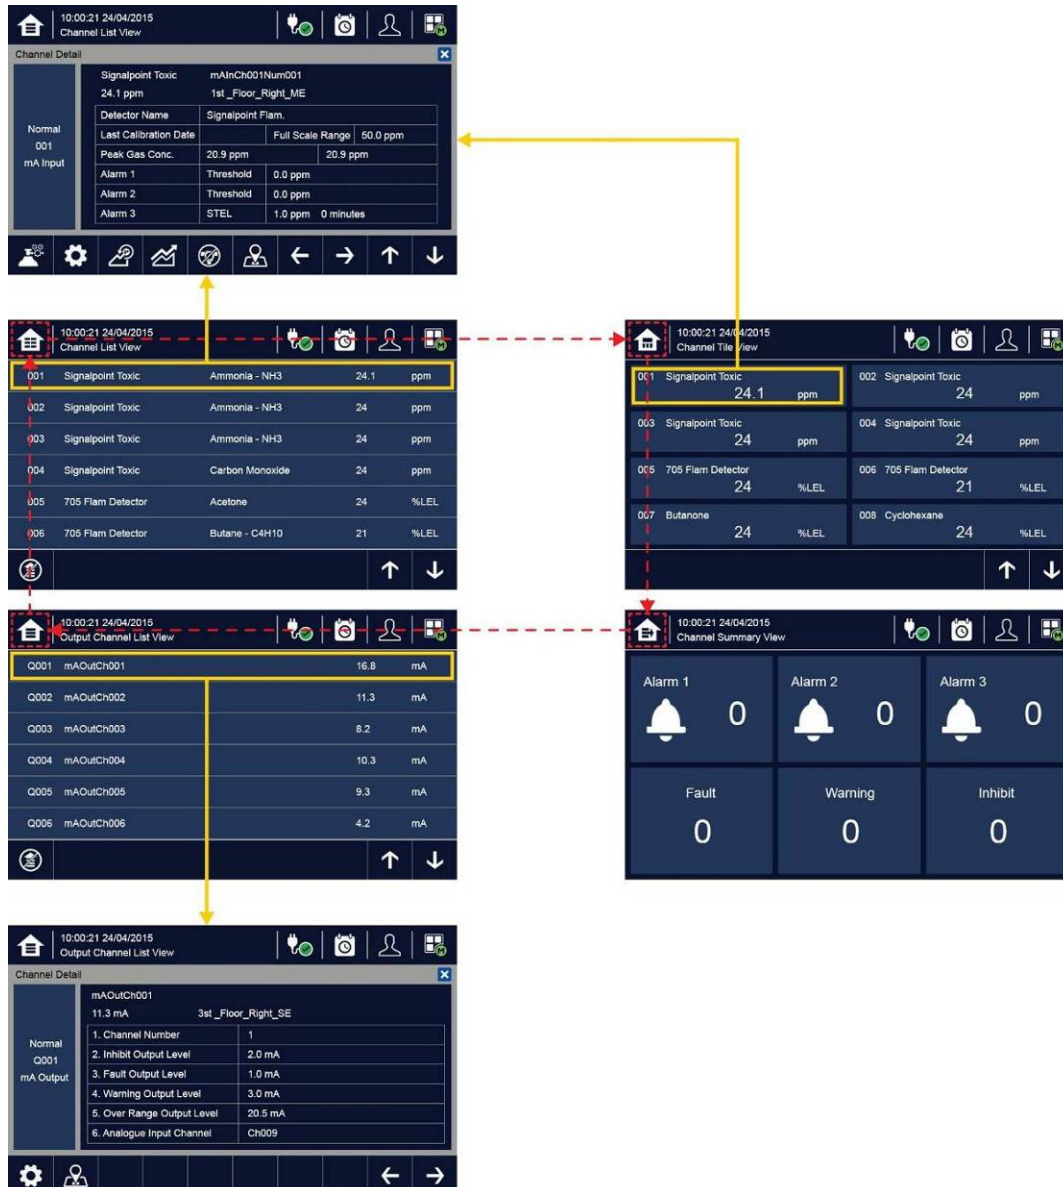 10:00:21 24/04/2015
Channel List View
Channel Detail
Normal
001
mA Input
Signalpoint Toxic mAInCh001Num001
24.1 ppm 1st _Floor_Right_ME
Detector Name Signalpoint Flam.
Last Calibration Date Full Scale Range 50.0 ppm
Peak Gas Conc. 20.9 ppm 20.9 ppm
Alarm 1 Threshold 0.0 ppm
Alarm 2 Threshold 0.0 ppm
Alarm 3 STEL 1.0 ppm 0 minutes
10:00:21 24/04/2015
Channel List View
001 Signalpoint Toxic Ammonia - NH3 24.1 ppm
002 Signalpoint Toxic Ammonia - NH3 24 ppm
003 Signalpoint Toxic Ammonia - NH3 24 ppm
004 Signalpoint Toxic Carbon Monoxide 24 ppm
005 705 Flam Detector Acetone 24 %LEL
006 705 Flam Detector Butane - C4H10 21 %LEL
10:00:21 24/04/2015
Channel Tile View
001 Signalpoint Toxic
24.1 ppm
002 Signalpoint Toxic
24 ppm
003 Signalpoint Toxic
24 ppm
004 Signalpoint Toxic
24 ppm
005 705 Flam Detector
24 %LEL
006 705 Flam Detector
21 %LEL
007 Butanone
24 %LEL
008 Cyclohexane
24 %LEL
10:00:21 24/04/2015
Output Channel List View
Q001 mAOutCh001 16.8 mA
Q002 mAOutCh002 11.3 mA
Q003 mAOutCh003 8.2 mA
Q004 mAOutCh004 10.3 mA
Q005 mAOutCh005 9.3 mA
Q006 mAOutCh006 4.2 mA
10:00:21 24/04/2015
Channel Summary View
Alarm 1
0
Alarm 2
0
Alarm 3
0
Fault
0
Warning
0
Inhibit
0
10:00:21 24/04/2015
Output Channel List View
Channel Detail
Normal
Q001
mA Output
mAOutCh001
11.3 mA 3st _Floor_Right_SE
1. Channel Number 1
2. Inhibit Output Level 2.0 mA
3. Fault Output Level 1.0 mA
4. Warning Output Level 3.0 mA
5. Over Range Output Level 20.5 mA
6. Analogue Input Channel Ch009